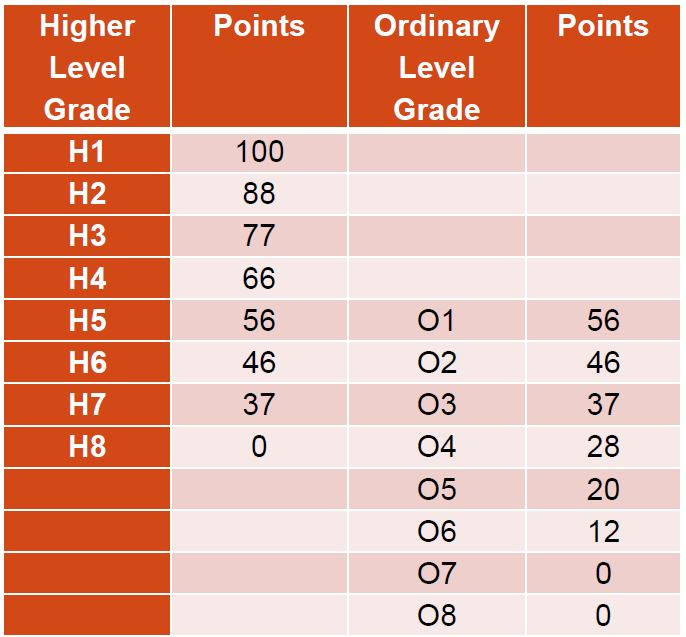 Higher Level Grade Points Ordinary Level Grade Points
H1 100
H2 88
H3 77
H4 66
H5 56 O1 56
H6 46 O2 46
H7 37 O3 37
H8 0 O4 28
O5 20
O6 12
O7 0
O8 0